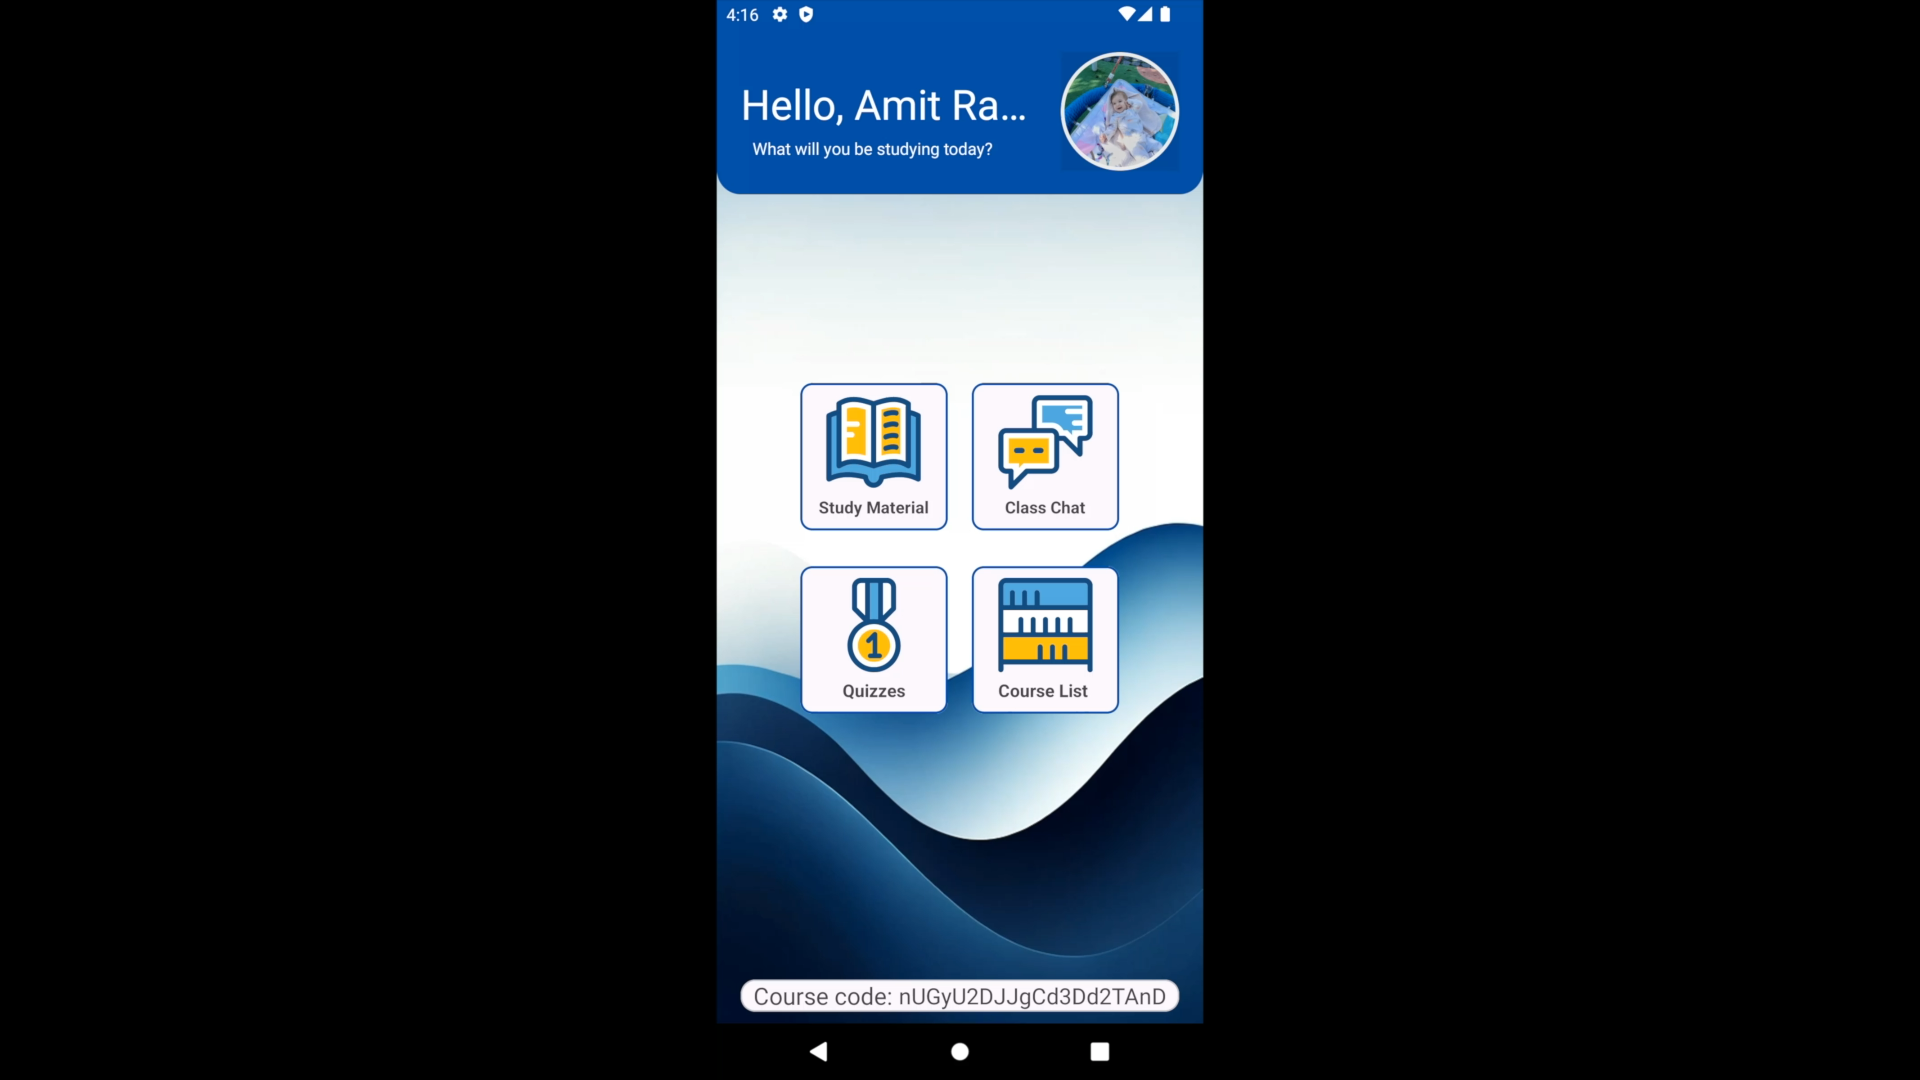 4:16
Hello, Amit Ra...
What will you be studying today?
Study Material
Class Chat
1
Quizzes
Course List
Course code: nUGyU2DJJgCd3Dd2TAnD